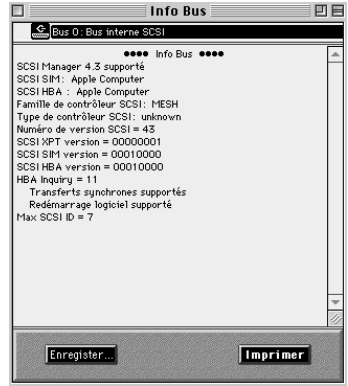 Info Bus
Bus 0: Bus interne SCSI
●●●● Info Bus ●●●●
SCSI Manager 4.3 supporté
SCSI SIM: Apple Computer
SCSI HBA : Apple Computer
Famille de contrôleur SCSI: MESH
Type de contrôleur SCSI: unknown
Numéro de version SCSI = 43
SCSI XPT version = 00000001
SCSI SIM version = 00010000
SCSI HBA version = 00010000
HBA Inquiry = 11
Transferts synchrones supportés
Redémarrage logiciel supporté
Max SCSI ID = 7
Enregister...
Imprimer